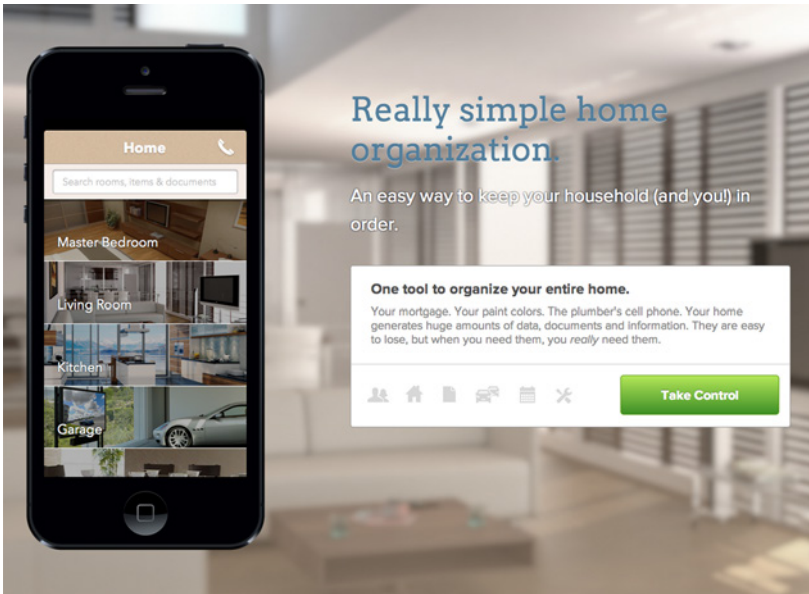 Home
Search rooms, items & documents
Master Bedroom
Living Room
Kitchen
Garage
Really simple home
organization.
An easy way to keep your household (and you!) in
order.
One tool to organize your entire home.
Your mortgage. Your paint colors. The plumber's cell phone. Your home
generates huge amounts of data, documents and information. They are easy
to lose, but when you need them, you really need them.
Take Control